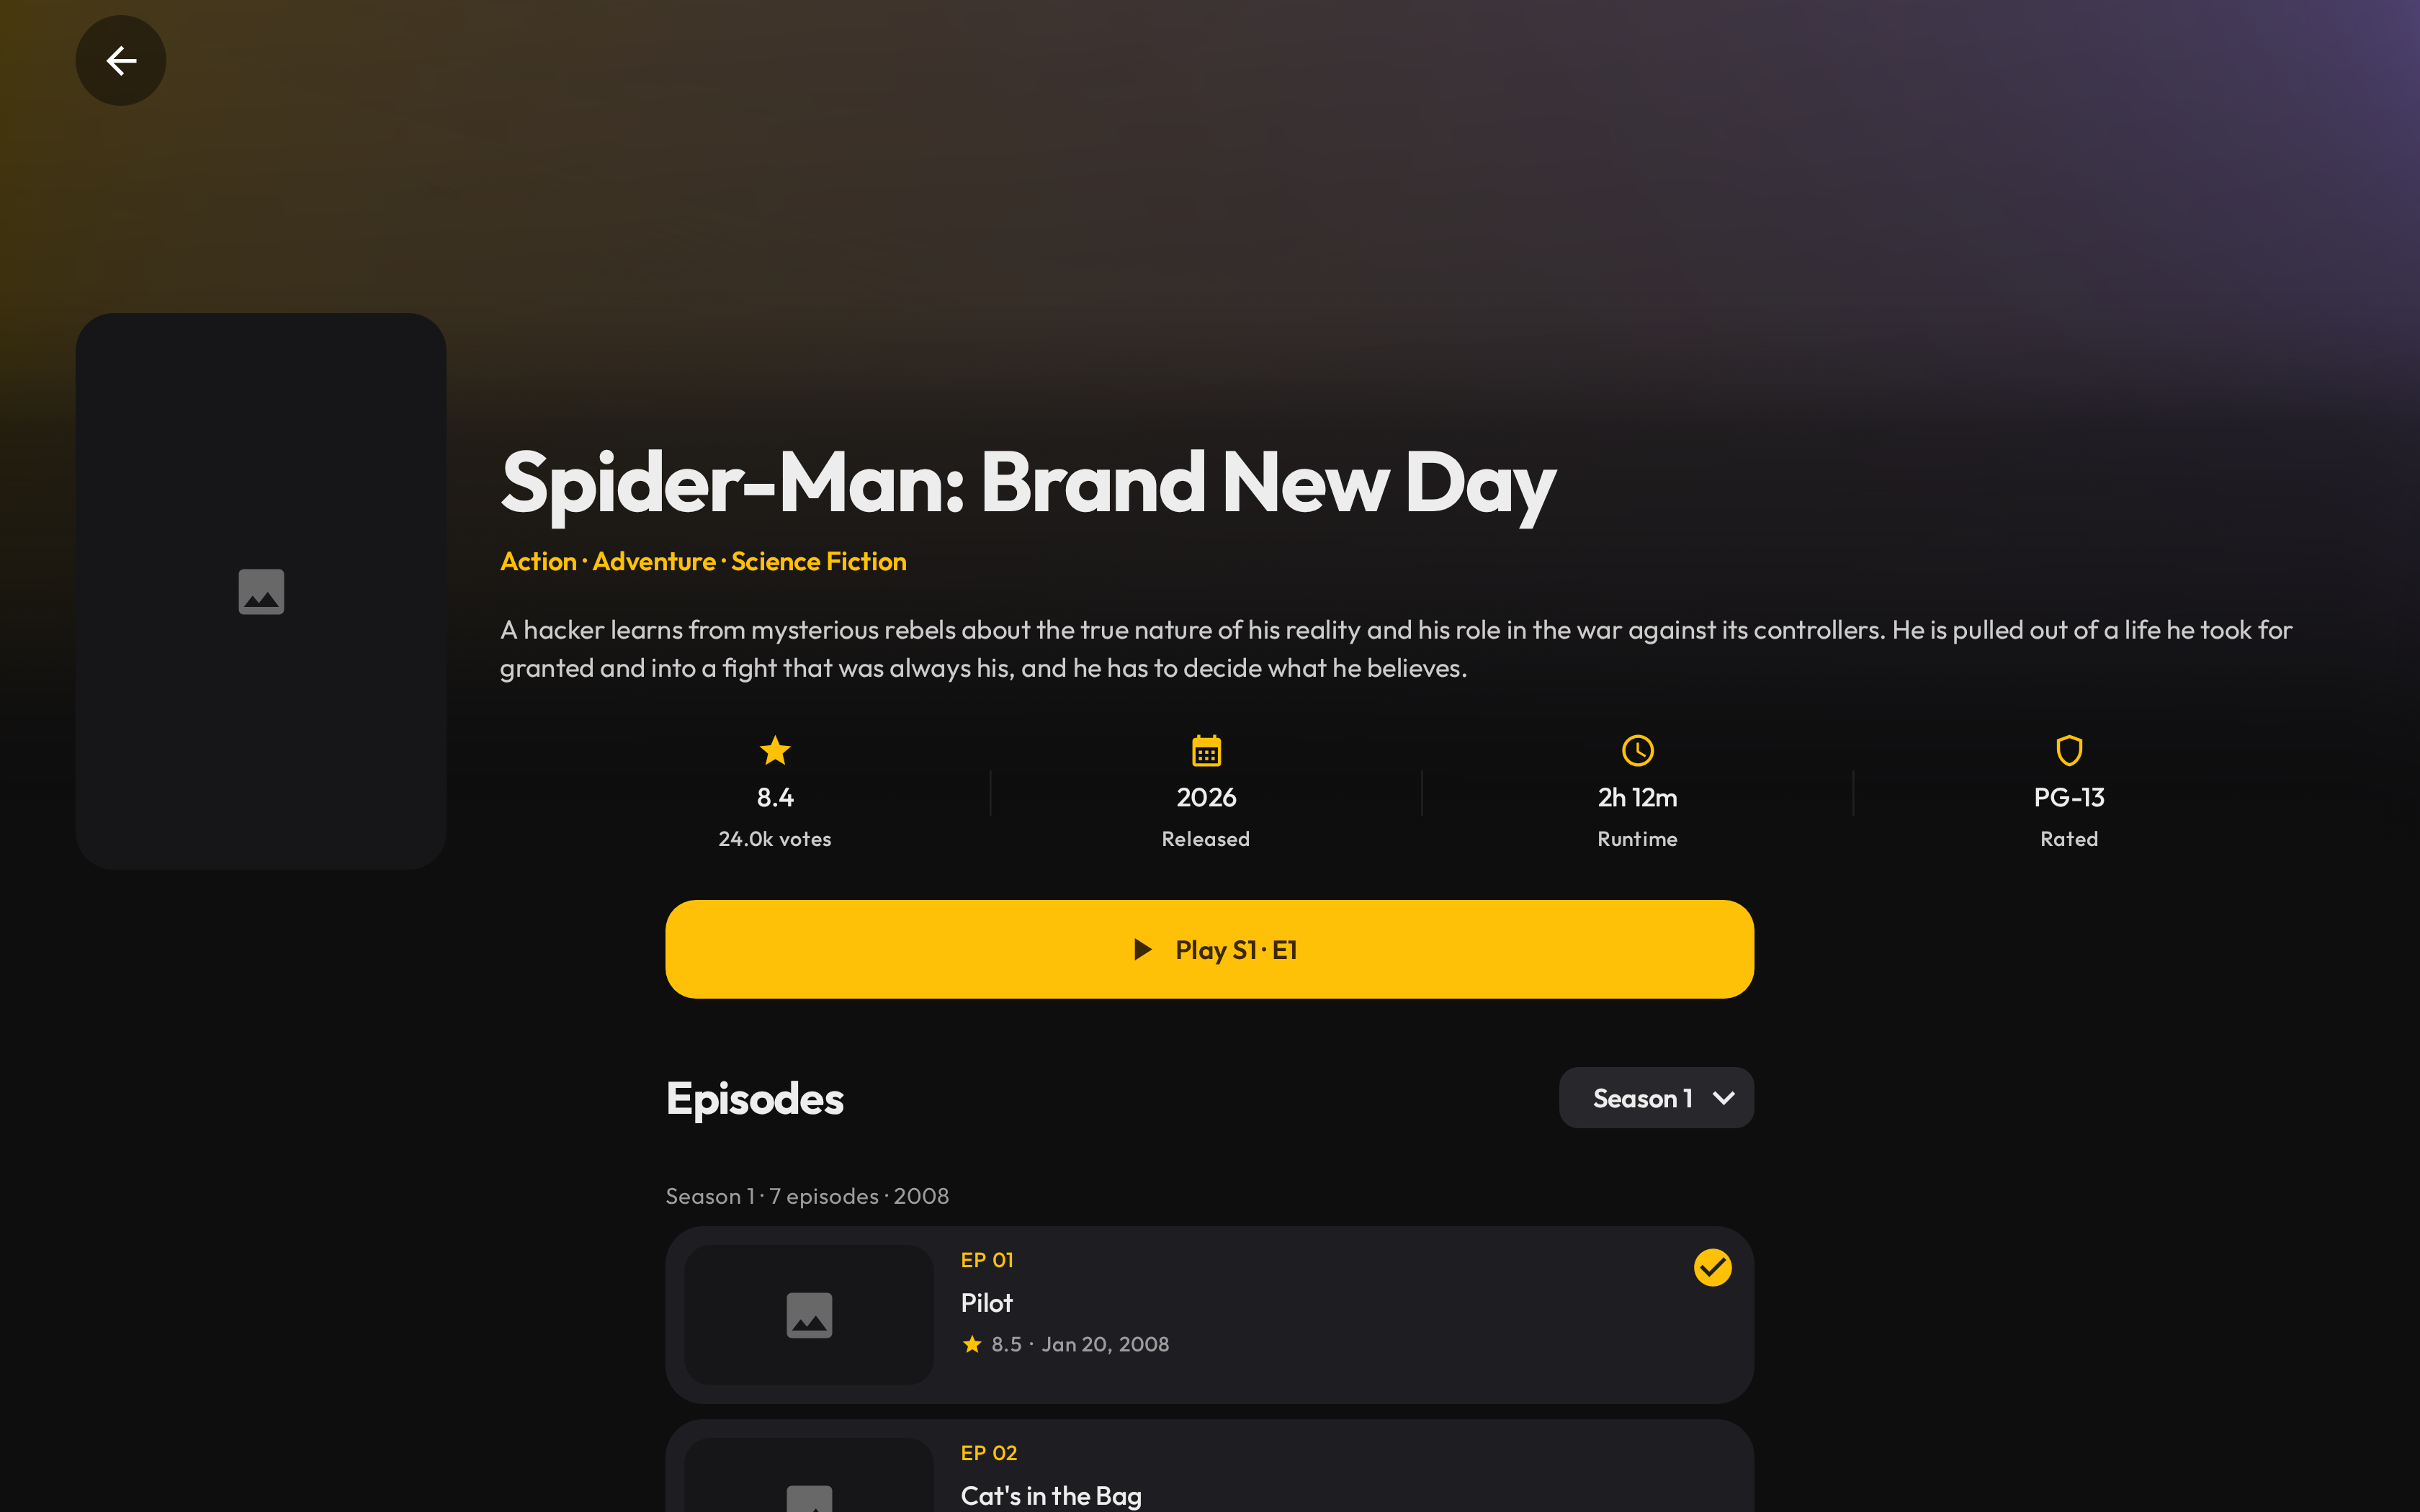 Spider-Man: Brand New Day
Action · Adventure · Science Fiction
A hacker learns from mysterious rebels about the true nature of his reality and his role in the war against its controllers. He is pulled out of a life he took for
granted and into a fight that was always his, and he has to decide what he believes.
8.4
24.0k votes
2026
Released
2h 12m
Runtime
PG-13
Rated
Play S1 · E1
Episodes
Season 1
Season 1 · 7 episodes · 2008
EP 01
Pilot
8.5 · Jan 20, 2008
EP 02
Cat's in the Bag